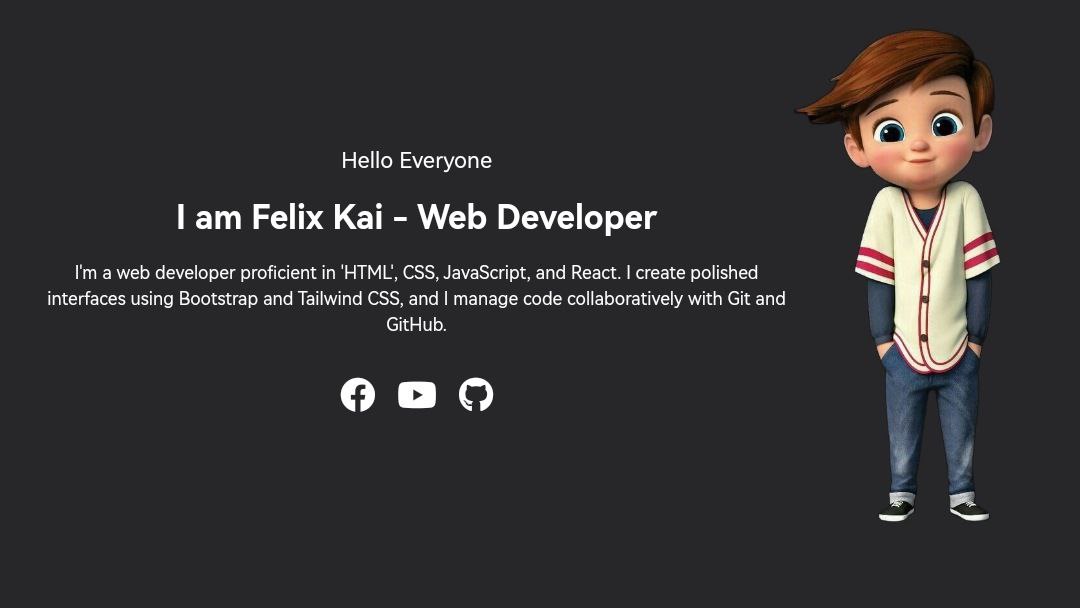 Hello Everyone
I am Felix Kai - Web Developer
I'm a web developer proficient in 'HTML', CSS, JavaScript, and React. I create polished
interfaces using Bootstrap and Tailwind CSS, and I manage code collaboratively with Git and
GitHub.